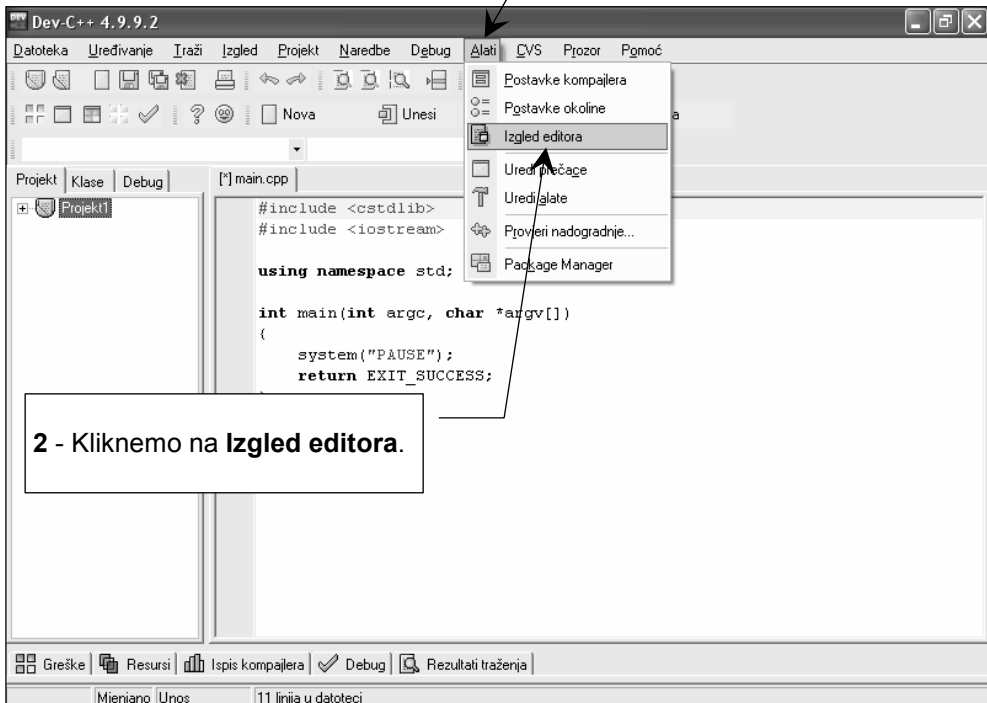 Dev-C++ 4.9.9.2
Datoteka Uređivanje Traži Izgled Projekt Naredbe Debug Alati CVS Prozor Pomoć
Nova Unesi a
Postavke kompajlera
Postavke okoline
Izgled editora
Uredi prečace
Uredi alate
Provjeri nadogradnje...
Package Manager
Projekt Klase Debug
[*] main.cpp
Projekt1
#include <cstdlib>
#include <iostream>
using namespace std;
int main(int argc, char *argv[])
{
system("PAUSE");
return EXIT_SUCCESS;
2 - Kliknemo na Izgled editora.
Greške Resursi Ispis kompajlera Debug Rezultati traženja
Mijenjano Unos 11 linija u datoteci